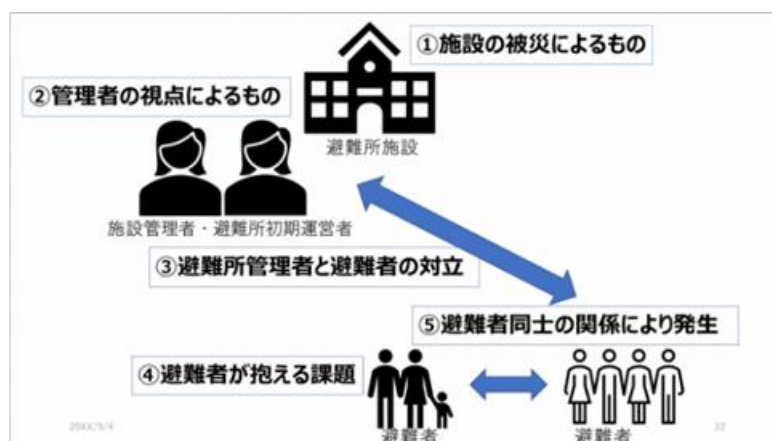 ①施設の被災によるもの
②管理者の視点によるもの
避難所施設
施設管理者・避難所初期運営者
③避難所管理者と避難者の対立
⑤避難者同士の関係により発生
④避難者が抱える課題
避難者
避難者
20XX/9/4
22